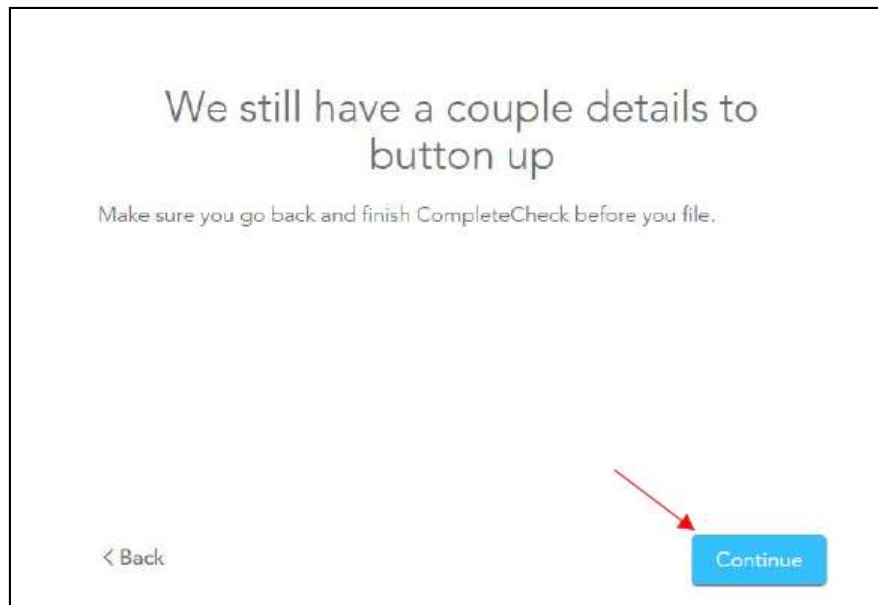 We still have a couple details to
button up
Make sure you go back and finish CompleteCheck before you file.
< Back
Continue